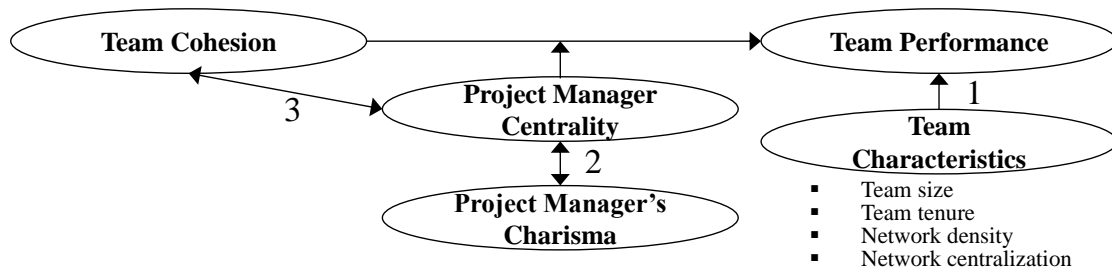 Team Cohesion
Team Performance
3
Project Manager
Centrality
1
Team
Characteristics
2
Project Manager's
Charisma
▪ Team size
▪ Team tenure
▪ Network density
▪ Network centralization